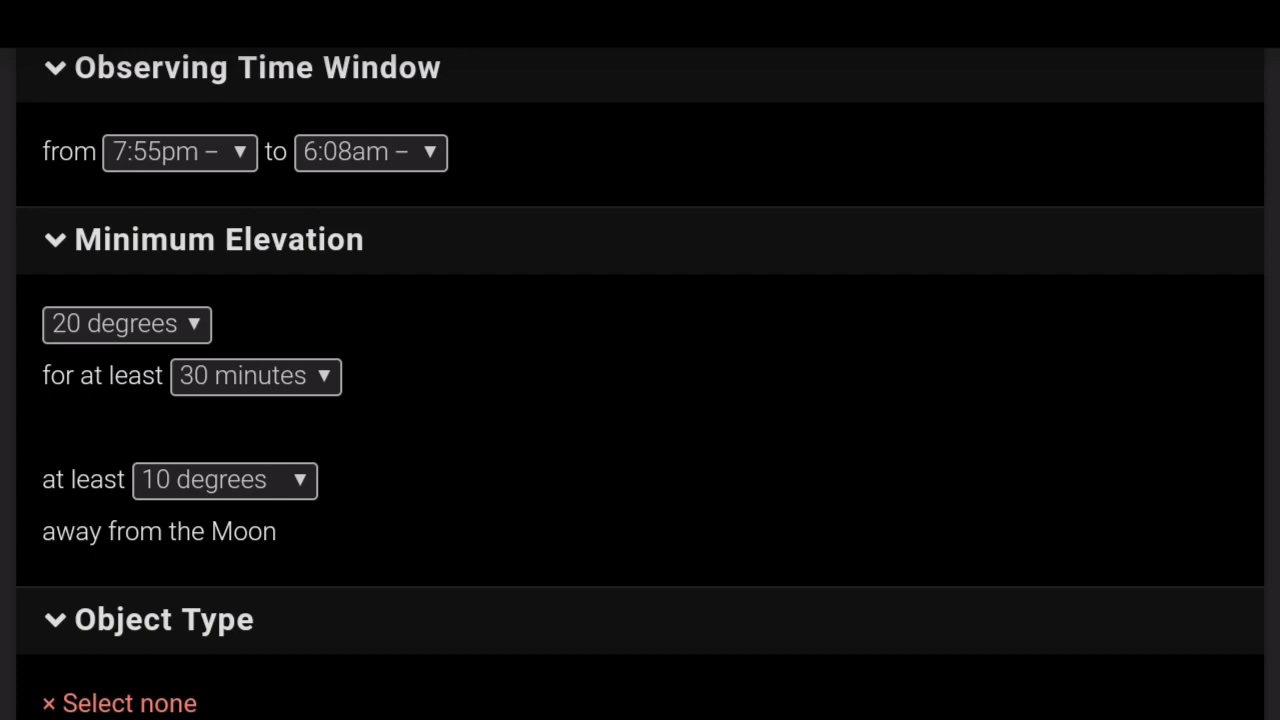 Observing Time Window
from 7:55pm – ▼ to 6:08am – ▼
Minimum Elevation
20 degrees ▼
for at least 30 minutes ▼
at least 10 degrees ▼
away from the Moon
Object Type
× Select none